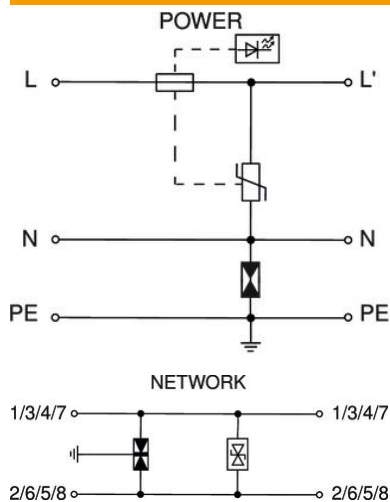 POWER
L L'
N N
PE PE
NETWORK
1/3/4/7 1/3/4/7
2/6/5/8 2/6/5/8